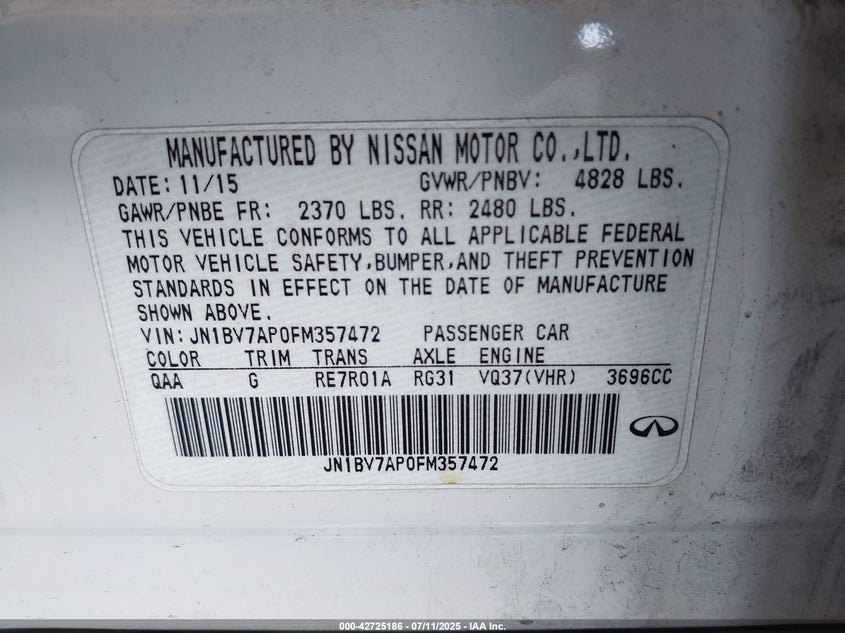 MANUFACTURED BY NISSAN MOTOR CO.,LTD.
DATE: 11/15 GVWR/PNBV: 4828 LBS.
GAWR/PNBE FR: 2370 LBS. RR: 2480 LBS.
THIS VEHICLE CONFORMS TO ALL APPLICABLE FEDERAL
MOTOR VEHICLE SAFETY,BUMPER,AND THEFT PREVENTION
STANDARDS IN EFFECT ON THE DATE OF MANUFACTURE
SHOWN ABOVE.
VIN: JN1BV7AP0FM357472 PASSENGER CAR
COLOR TRIM TRANS AXLE ENGINE
QAA G RE7R01A RG31 VQ37(VHR) 3696CC
JN1BV7AP0FM357472
000-42725186 - 07/11/2025 - IAA Inc.